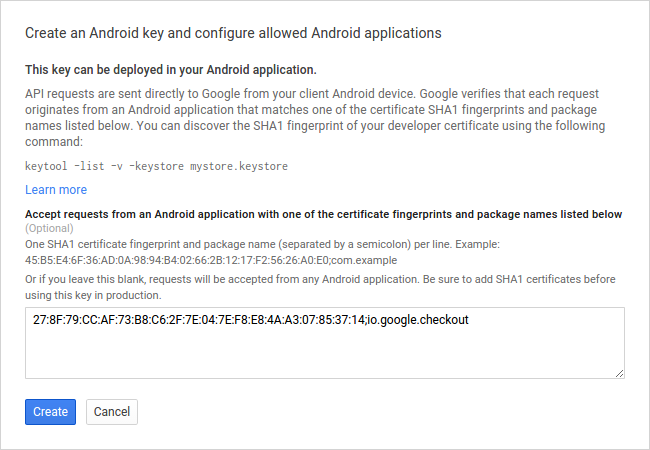 Create an Android key and configure allowed Android applications
This key can be deployed in your Android application.
API requests are sent directly to Google from your client Android device. Google verifies that each request
originates from an Android application that matches one of the certificate SHA1 fingerprints and package
names listed below. You can discover the SHA1 fingerprint of your developer certificate using the following
command:
keytool -list -v -keystore mystore.keystore
Learn more
Accept requests from an Android application with one of the certificate fingerprints and package names listed below
(Optional)
One SHA1 certificate fingerprint and package name (separated by a semicolon) per line. Example:
45:B5:E4:6F:36:AD:0A:98:94:B4:02:66:2B:12:17:F2:56:26:A0:E0;com.example
Or if you leave this blank, requests will be accepted from any Android application. Be sure to add SHA1 certificates before
using this key in production.
27:8F:79:CC:AF:73:B8:C6:2F:7E:04:7E:F8:E8:4A:A3:07:85:37:14;io.google.checkout
Create Cancel